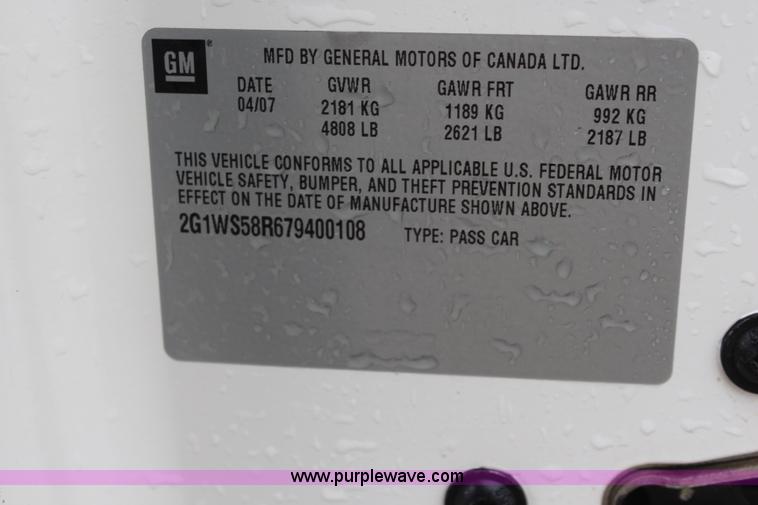 GM ® MFD BY GENERAL MOTORS OF CANADA LTD.
DATE GVWR GAWR FRT GAWR RR
04/07 2181 KG 1189 KG 992 KG
4808 LB 2621 LB 2187 LB
THIS VEHICLE CONFORMS TO ALL APPLICABLE U.S. FEDERAL MOTOR
VEHICLE SAFETY, BUMPER, AND THEFT PREVENTION STANDARDS IN
EFFECT ON THE DATE OF MANUFACTURE SHOWN ABOVE.
2G1WS58R679400108 TYPE: PASS CAR
www.purplewave.com